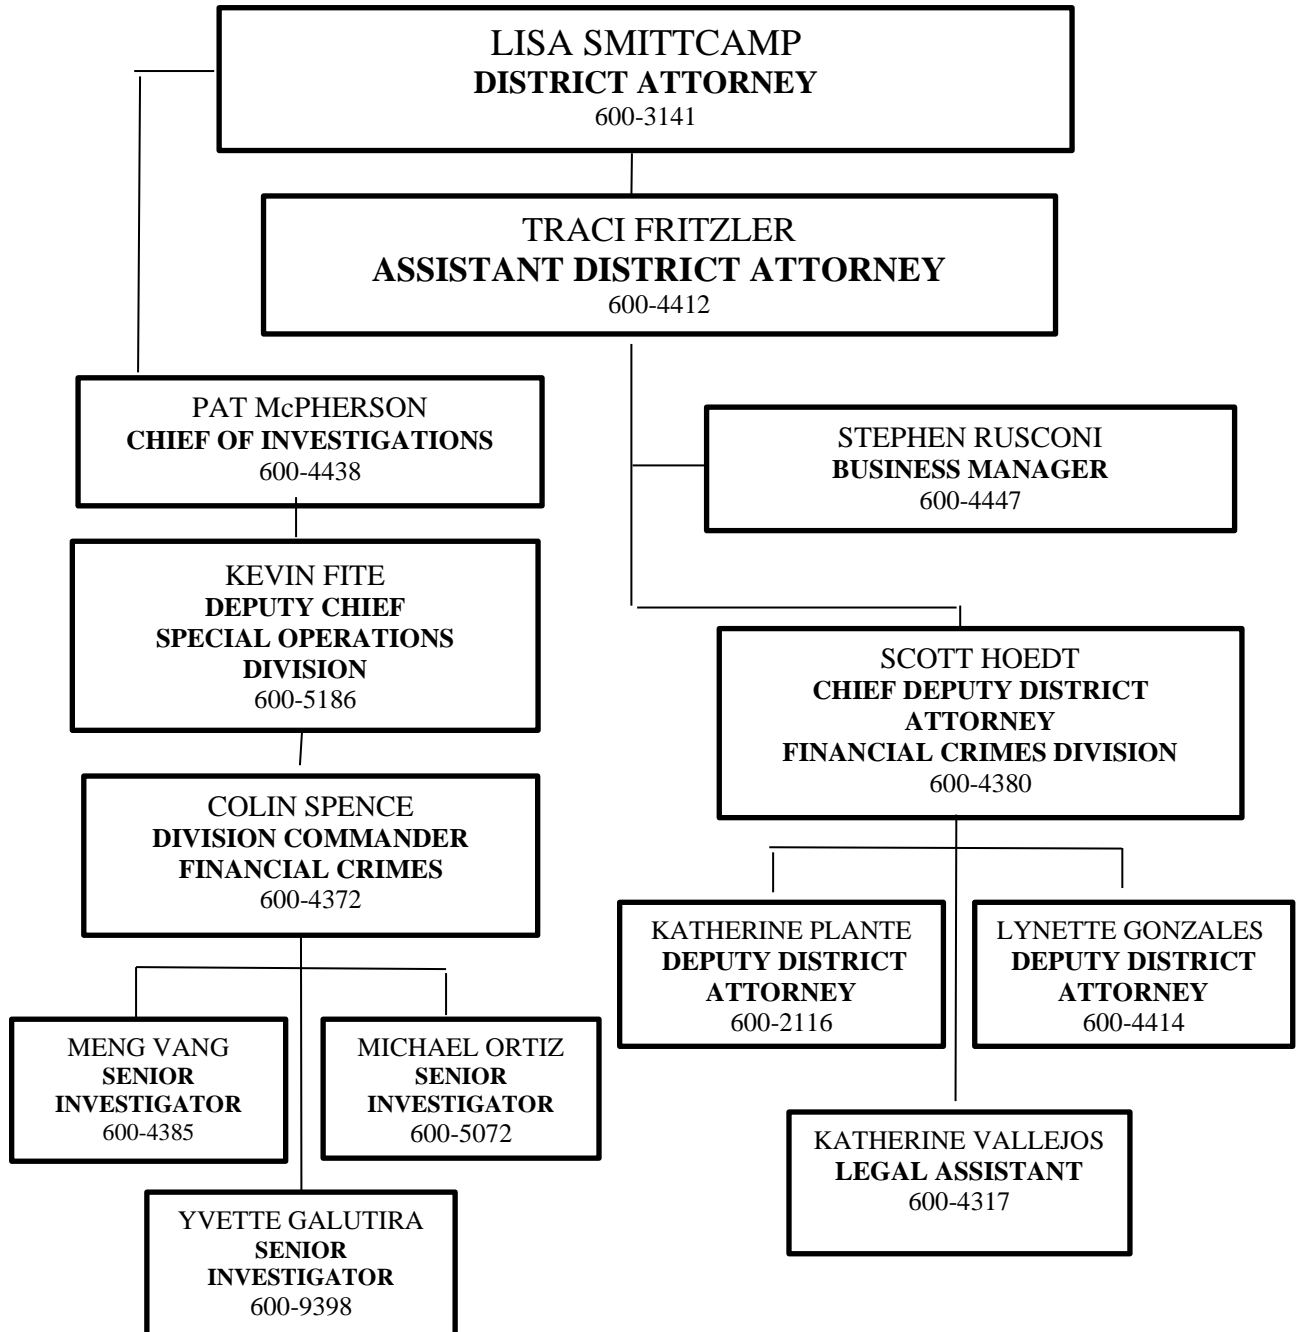 LISA SMITTCAMP
DISTRICT ATTORNEY
600-3141
TRACI FRITZLER
ASSISTANT DISTRICT ATTORNEY
600-4412
PAT McPHERSON
CHIEF OF INVESTIGATIONS
600-4438
STEPHEN RUSCONI
BUSINESS MANAGER
600-4447
KEVIN FITE
DEPUTY CHIEF
SPECIAL OPERATIONS
DIVISION
600-5186
SCOTT HOEDT
CHIEF DEPUTY DISTRICT
ATTORNEY
FINANCIAL CRIMES DIVISION
600-4380
COLIN SPENCE
DIVISION COMMANDER
FINANCIAL CRIMES
600-4372
KATHERINE PLANTE
DEPUTY DISTRICT
ATTORNEY
600-2116
LYNETTE GONZALES
DEPUTY DISTRICT
ATTORNEY
600-4414
MENG VANG
SENIOR
INVESTIGATOR
600-4385
MICHAEL ORTIZ
SENIOR
INVESTIGATOR
600-5072
KATHERINE VALLEJOS
LEGAL ASSISTANT
600-4317
YVETTE GALUTIRA
SENIOR
INVESTIGATOR
600-9398